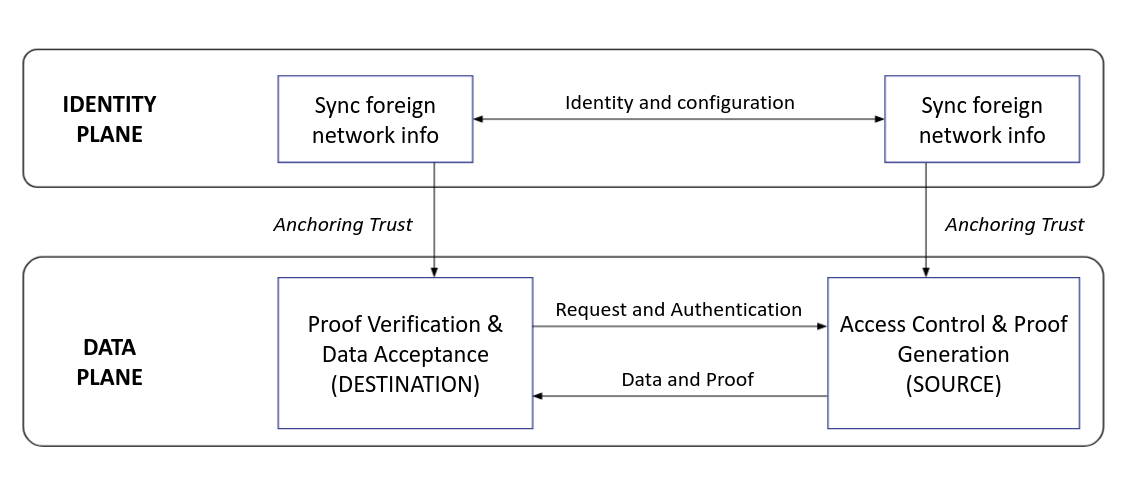 IDENTITY
PLANE
Sync foreign
network info
Identity and configuration
Sync foreign
network info
Anchoring Trust
Anchoring Trust
DATA
PLANE
Proof Verification &
Data Acceptance
(DESTINATION)
Request and Authentication
Data and Proof
Access Control & Proof
Generation
(SOURCE)